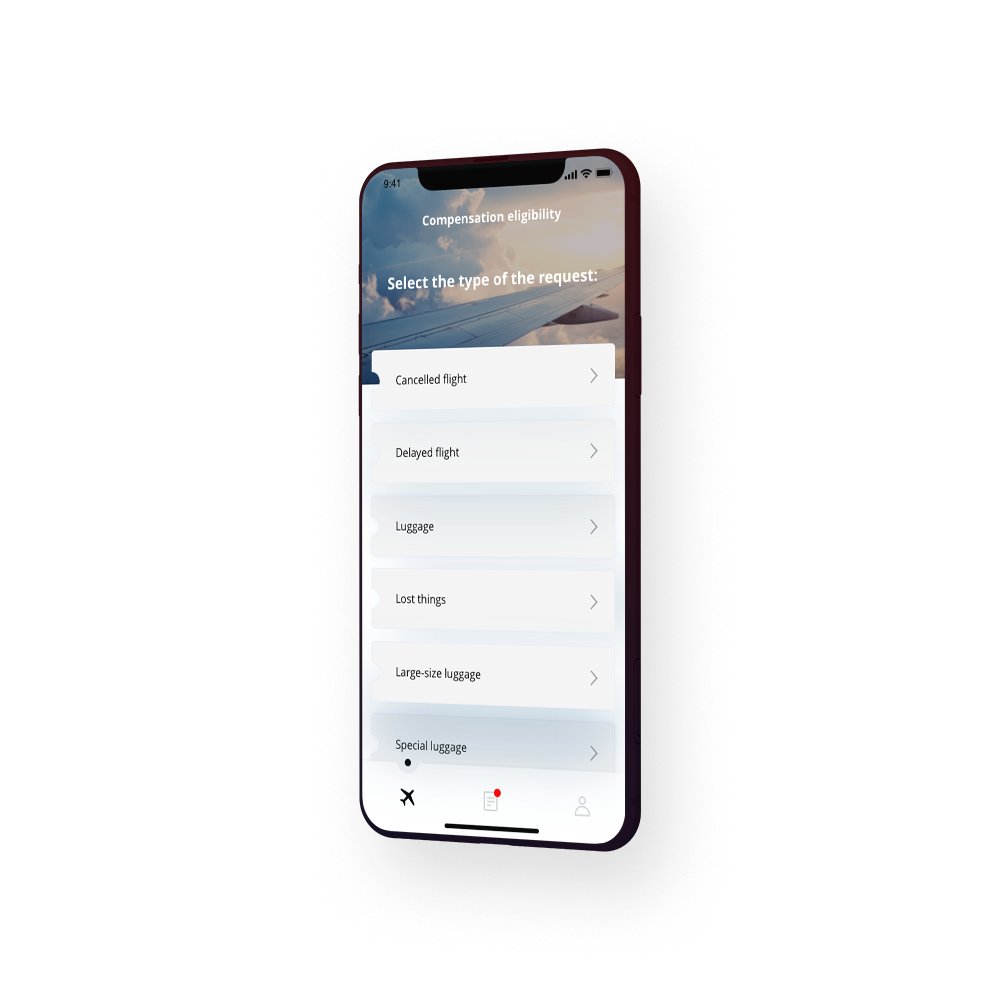 9:41
Compensation eligibility
Select the type of the request:
Cancelled flight
Delayed flight
Luggage
Lost things
Large-size luggage
Special luggage